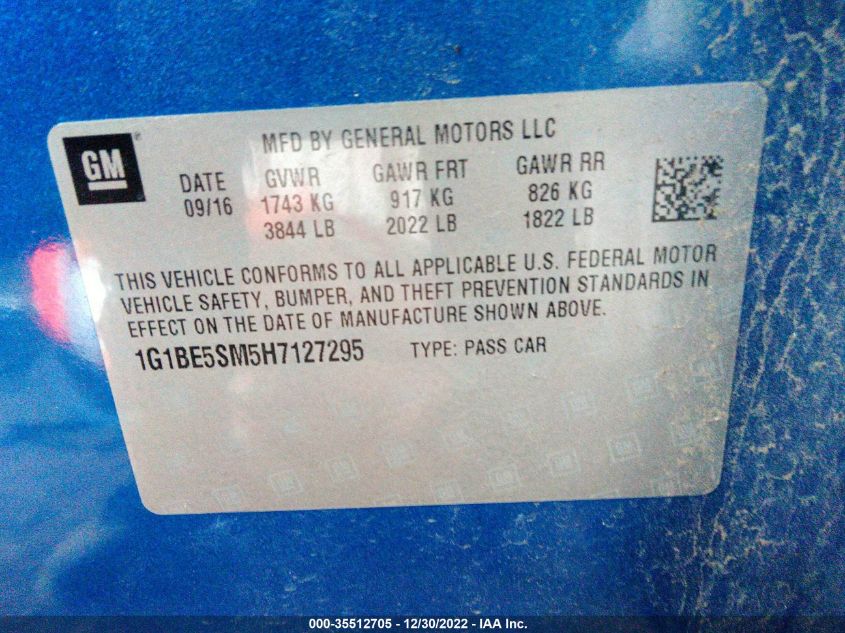 GM
MFD BY GENERAL MOTORS LLC
DATE GVWR GAWR FRT GAWR RR
09/16 1743 KG 917 KG 826 KG
3844 LB 2022 LB 1822 LB
THIS VEHICLE CONFORMS TO ALL APPLICABLE U.S. FEDERAL MOTOR
VEHICLE SAFETY, BUMPER, AND THEFT PREVENTION STANDARDS IN
EFFECT ON THE DATE OF MANUFACTURE SHOWN ABOVE.
1G1BE5SM5H7127295 TYPE: PASS CAR
000-35512705 - 12/30/2022 - IAA Inc.